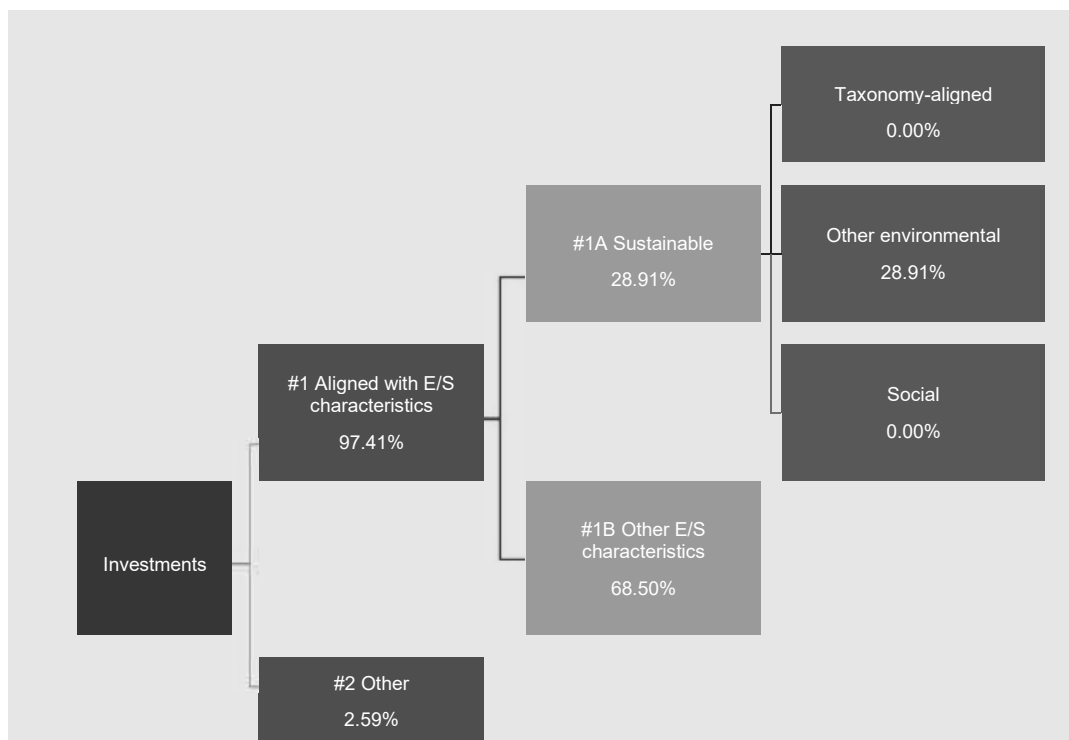 Taxonomy-aligned
0.00%
#1A Sustainable
28.91%
Other environmental
28.91%
#1 Aligned with E/S
characteristics
97.41%
Social
0.00%
Investments
#1B Other E/S
characteristics
68.50%
#2 Other
2.59%